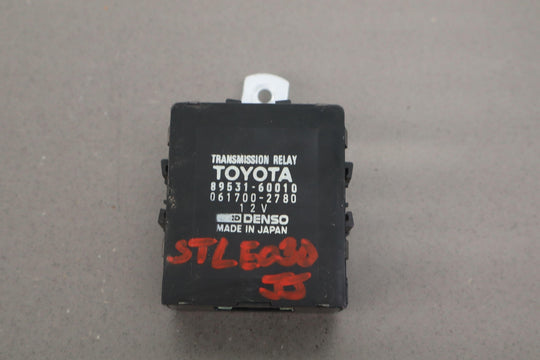 TRANSMISSION RELAY
TOYOTA
89531-60010
061700-2780
12V
DENSO
MADE IN JAPAN
STLE030
JJ